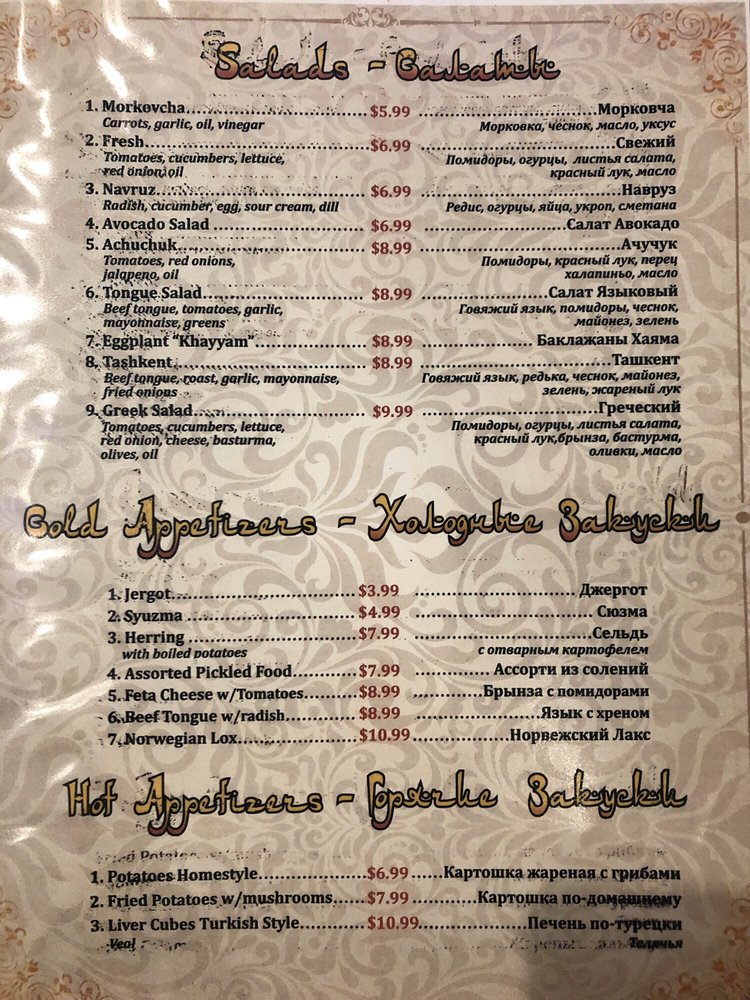 Salads - Салаты
1. Morkovcha $5.99 Морковча
Carrots, garlic, oil, vinegar Морковка, чеснок, масло, уксус
2. Fresh $6.99 Свежий
Tomatoes, cucumbers, lettuce, Помидоры, огурцы, листья салата,
red onion, oil красный лук, масло
3. Navruz $6.99 Навруз
Radish, cucumber, egg, sour cream, dill Редис, огурцы, яйца, укроп, сметана
4. Avocado Salad $6.99 Салат Авокадо
5. Achuchuk $8.99 Ачучук
Tomatoes, red onions, Помидоры, красный лук, перец
jalapeno, oil халапиньо, масло
6. Tongue Salad $8.99 Салат Языковый
Beef tongue, tomatoes, garlic, Говяжий язык, помидоры, чеснок,
mayonnaise, greens майонез, зелень
7. Eggplant “Khayyam” $8.99 Баклажаны Хаяма
8. Tashkent $8.99 Ташкент
Beef tongue, roast, garlic, mayonnaise, Говяжий язык, редька, чеснок, майонез,
fried onions зелень, жареный лук
9. Greek Salad $9.99 Греческий
Tomatoes, cucumbers, lettuce, Помидоры, огурцы, листья салата,
red onion, cheese, basturma, красный лук,брынза, бастурма,
olives, oil оливки, масло
Cold Appetizers - Холодные Закуски
1. Jergot $3.99 Джергот
2. Syuzma $4.99 Сюзма
3. Herring $7.99 Сельдь
with boiled potatoes с отварным картофелем
4. Assorted Pickled Food $7.99 Ассорти из солений
5. Feta Cheese w/Tomatoes $8.99 Брынза с помидорами
6. Beef Tongue w/radish $8.99 Язык с хреном
7. Norwegian Lox $10.99 Норвежский Лакс
Hot Appetizers - Горячие Закуски
1. Potatoes Homestyle $6.99 Картошка жареная с грибами
2. Fried Potatoes w/mushrooms $7.99 Картошка по-домашнему
3. Liver Cubes Turkish Style $10.99 Печень по-турецки
Veal Телячья